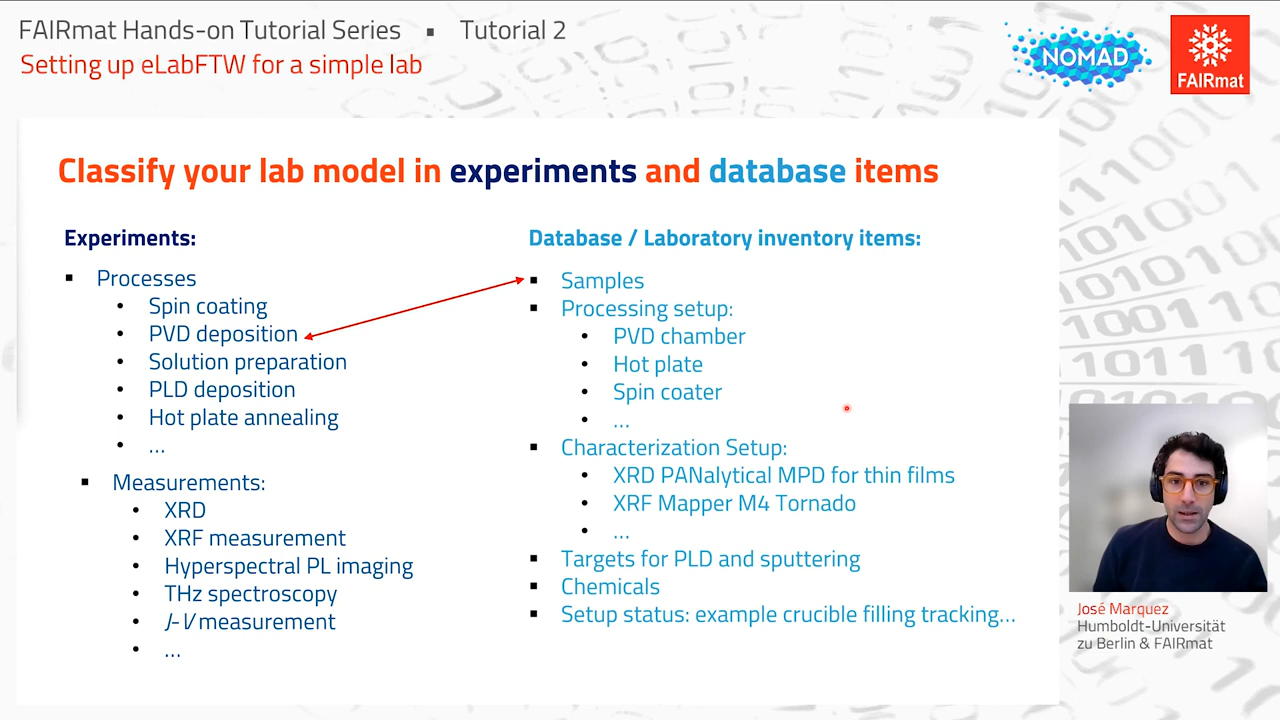 FAIRmat Hands-on Tutorial Series ▪ Tutorial 2
Setting up eLabFTW for a simple lab
NOMAD
FAIRmat
Classify your lab model in experiments and database items
Experiments:
▪ Processes
• Spin coating
• PVD deposition
• Solution preparation
• PLD deposition
• Hot plate annealing
• ...
▪ Measurements:
• XRD
• XRF measurement
• Hyperspectral PL imaging
• THz spectroscopy
• J-V measurement
• ...
Database / Laboratory inventory items:
▪ Samples
▪ Processing setup:
• PVD chamber
• Hot plate
• Spin coater
• ...
▪ Characterization Setup:
• XRD PANalytical MPD for thin films
• XRF Mapper M4 Tornado
• ...
▪ Targets for PLD and sputtering
▪ Chemicals
▪ Setup status: example crucible filling tracking...
José Marquez
Humboldt-Universität
zu Berlin & FAIRmat